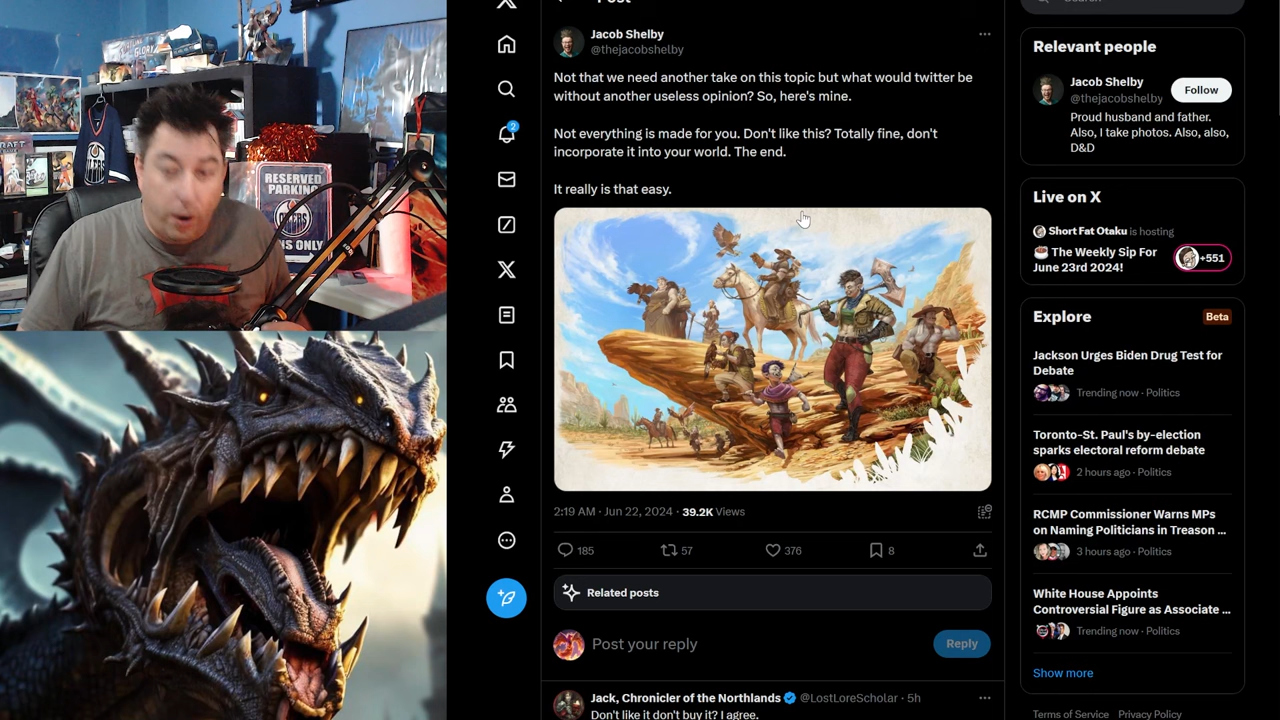 GLORY
RAFT
OILERS
RESERVED
PARKING
OILERS
NS ONLY
Post
Jacob Shelby
@thejacobshelby
Not that we need another take on this topic but what would twitter be
without another useless opinion? So, here's mine.
Not everything is made for you. Don't like this? Totally fine, don't
incorporate it into your world. The end.
It really is that easy.
2:19 AM · Jun 22, 2024 · 39.2K Views
185
57
376
8
Related posts
Post your reply
Reply
Jack, Chronicler of the Northlands @LostLoreScholar · 5h
Don't like it don't buy it? I agree.
2
Search
Relevant people
Jacob Shelby
@thejacobshelby
Follow
Proud husband and father.
Also, I take photos. Also, also,
D&D
Live on X
Short Fat Otaku is hosting
The Weekly Sip For
June 23rd 2024!
+551
Explore
Beta
Jackson Urges Biden Drug Test for
Debate
Trending now · Politics
Toronto-St. Paul's by-election
sparks electoral reform debate
2 hours ago · Politics
RCMP Commissioner Warns MPs
on Naming Politicians in Treason ...
3 hours ago · Politics
White House Appoints
Controversial Figure as Associate ...
Trending now · Politics
Show more
Terms of Service Privacy Policy